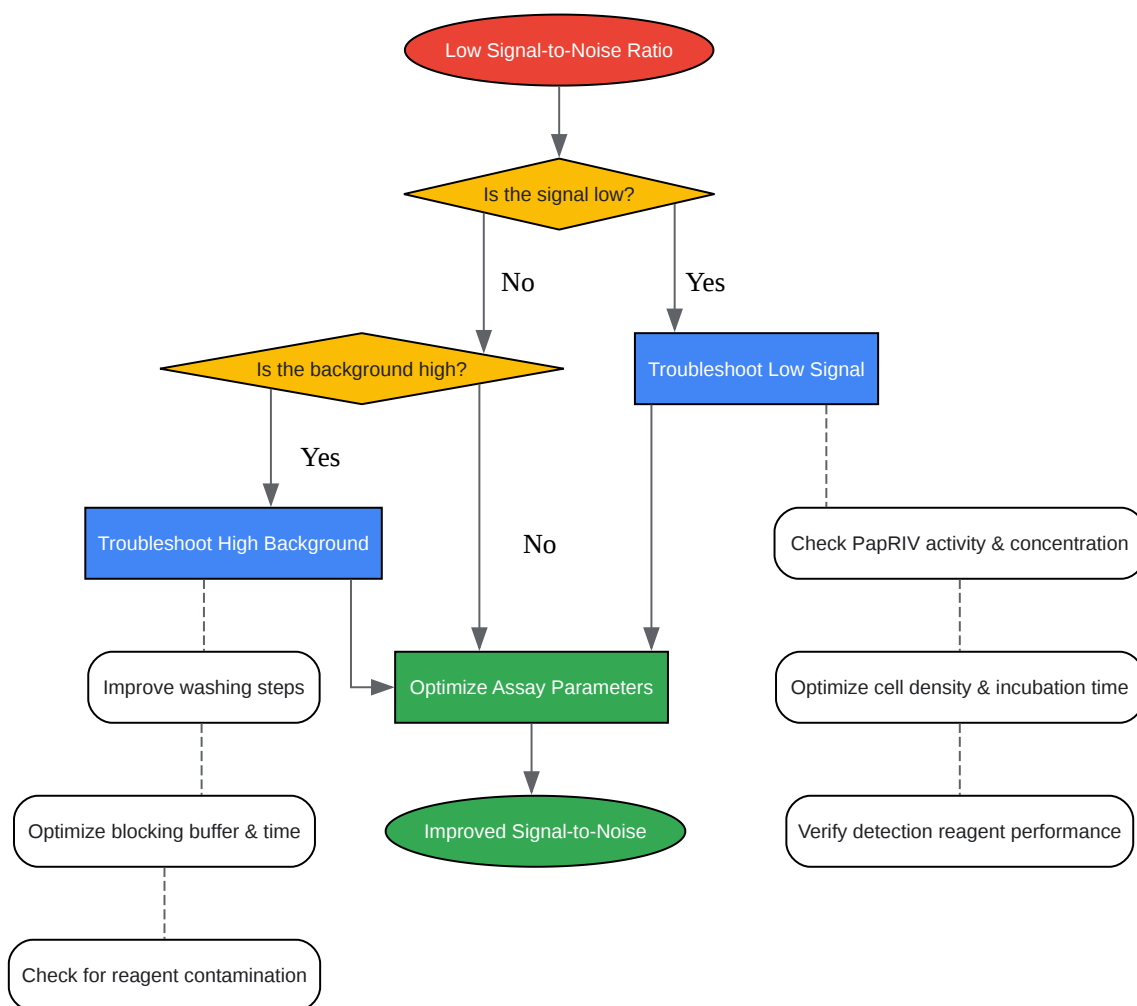 Low Signal-to-Noise Ratio
Is the signal low?
No
Yes
Is the background high?
Troubleshoot Low Signal
Yes
Troubleshoot High Background
No
Check PapRIV activity & concentration
Improve washing steps
Optimize Assay Parameters
Optimize cell density & incubation time
Optimize blocking buffer & time
Improved Signal-to-Noise
Verify detection reagent performance
Check for reagent contamination